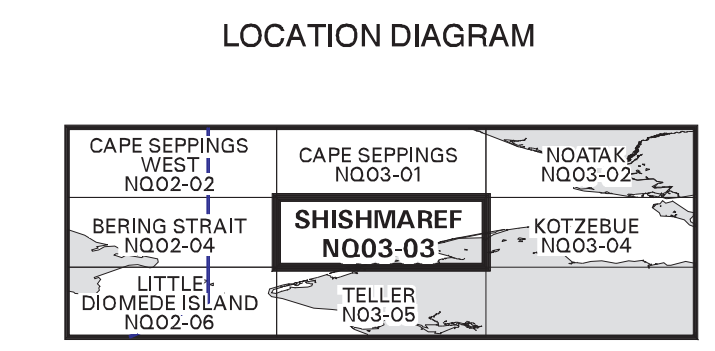 LOCATION DIAGRAM
CAPE SEPPINGS
WEST
NQ02-02
CAPE SEPPINGS
NQ03-01
NOATAK
NQ03-02
BERING STRAIT
NQ02-04
SHISHMAREF
NQ03-03
KOTZEBUE
NQ03-04
LITTLE
DIOMEDE ISLAND
NQ02-06
TELLER
N03-05